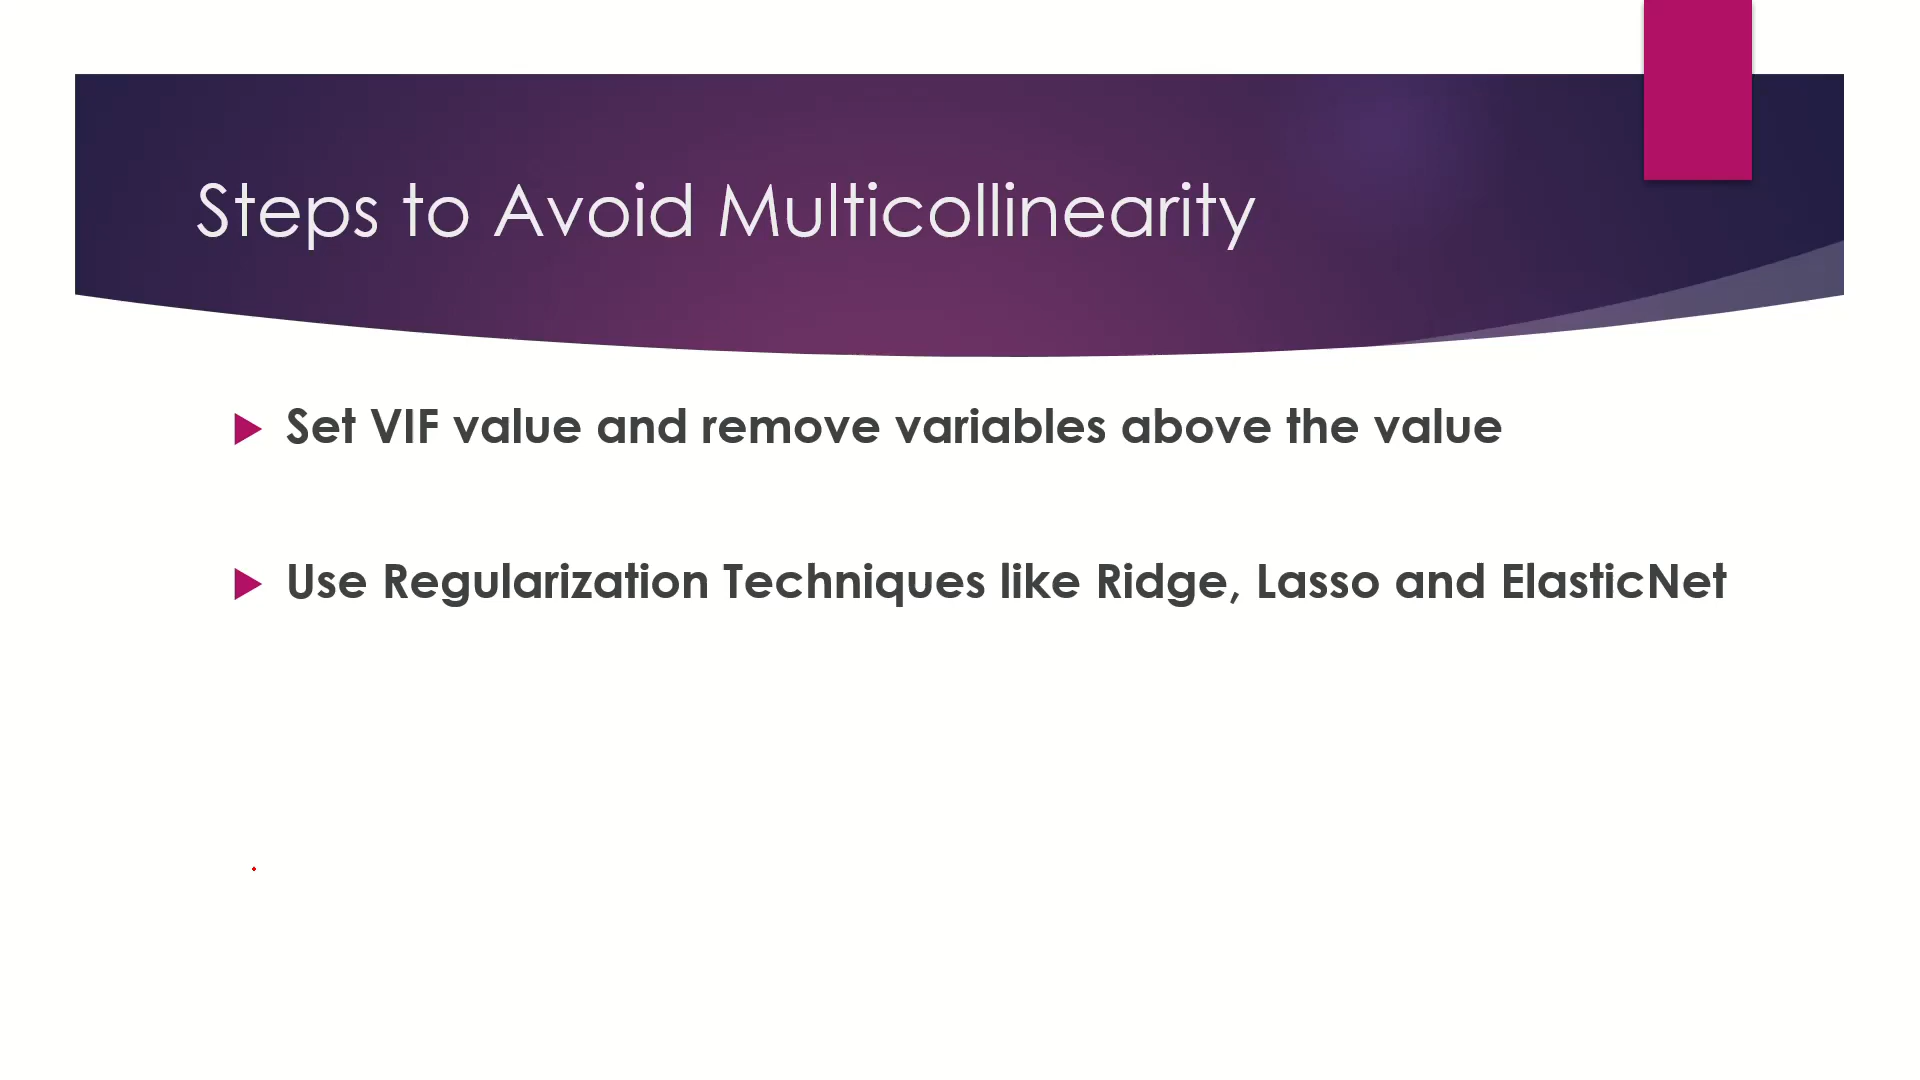 Steps to Avoid Multicollinearity
Set VIF value and remove variables above the value
Use Regularization Techniques like Ridge, Lasso and ElasticNet